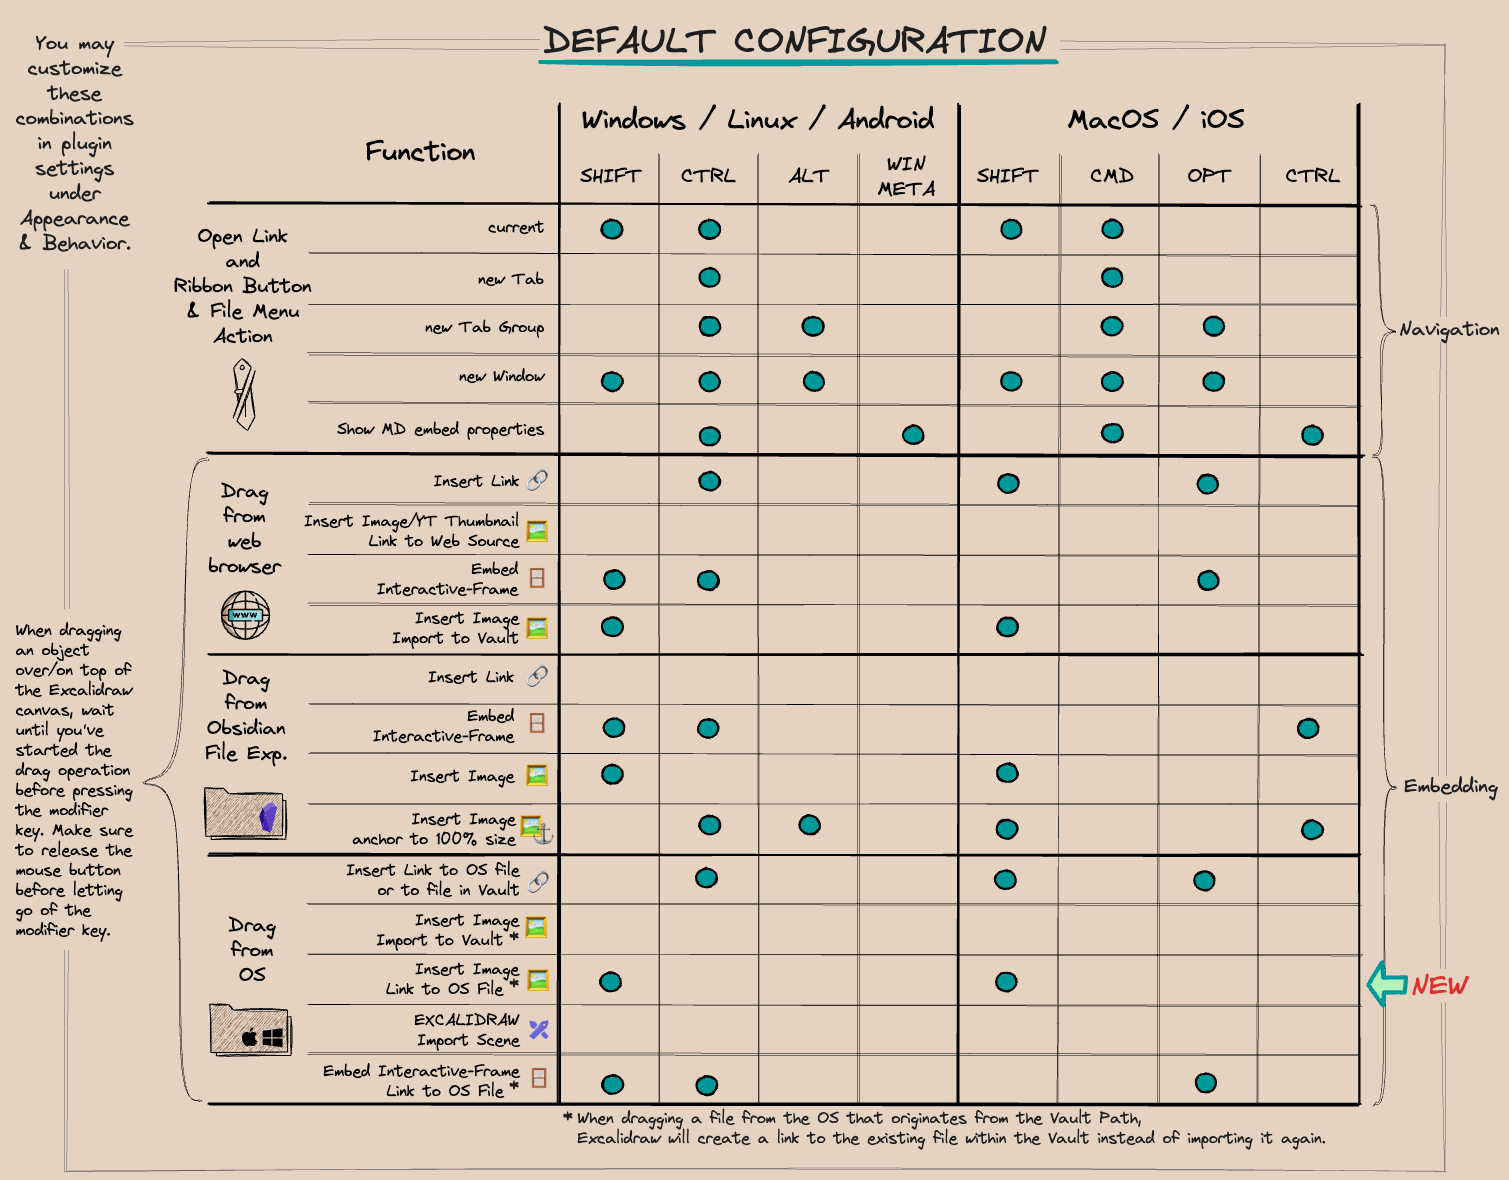 DEFAULT CONFIGURATION
You may
customize
these
combinations
in plugin
settings
under
Appearance
& Behavior.
Function
Windows / Linux / Android
MacOS / iOS
SHIFT
CTRL
ALT
WIN
META
SHIFT
CMD
OPT
CTRL
Open Link
and
Ribbon Button
& File Menu
Action
current
new Tab
new Tab Group
new Window
Show MD embed properties
Navigation
Drag
from
web
browser
WWW
Insert Link
Insert Image/YT Thumbnail
Link to Web Source
Embed
Interactive-Frame
Insert Image
Import to Vault
When dragging
an object
over/on top of
the Excalidraw
canvas, wait
until you've
started the
drag operation
before pressing
the modifier
key. Make sure
to release the
mouse button
before letting
go of the
modifier key.
Drag
from
Obsidian
File Exp.
Insert Link
Embed
Interactive-Frame
Insert Image
Insert Image
anchor to 100% size
Embedding
Drag
from
OS
Insert Link to OS file
or to file in Vault
Insert Image
Import to Vault *
Insert Image
Link to OS File *
NEW
EXCALIDRAW
Import Scene
Embed Interactive-Frame
Link to OS File *
* When dragging a file from the OS that originates from the Vault Path,
Excalidraw will create a link to the existing file within the Vault instead of importing it again.